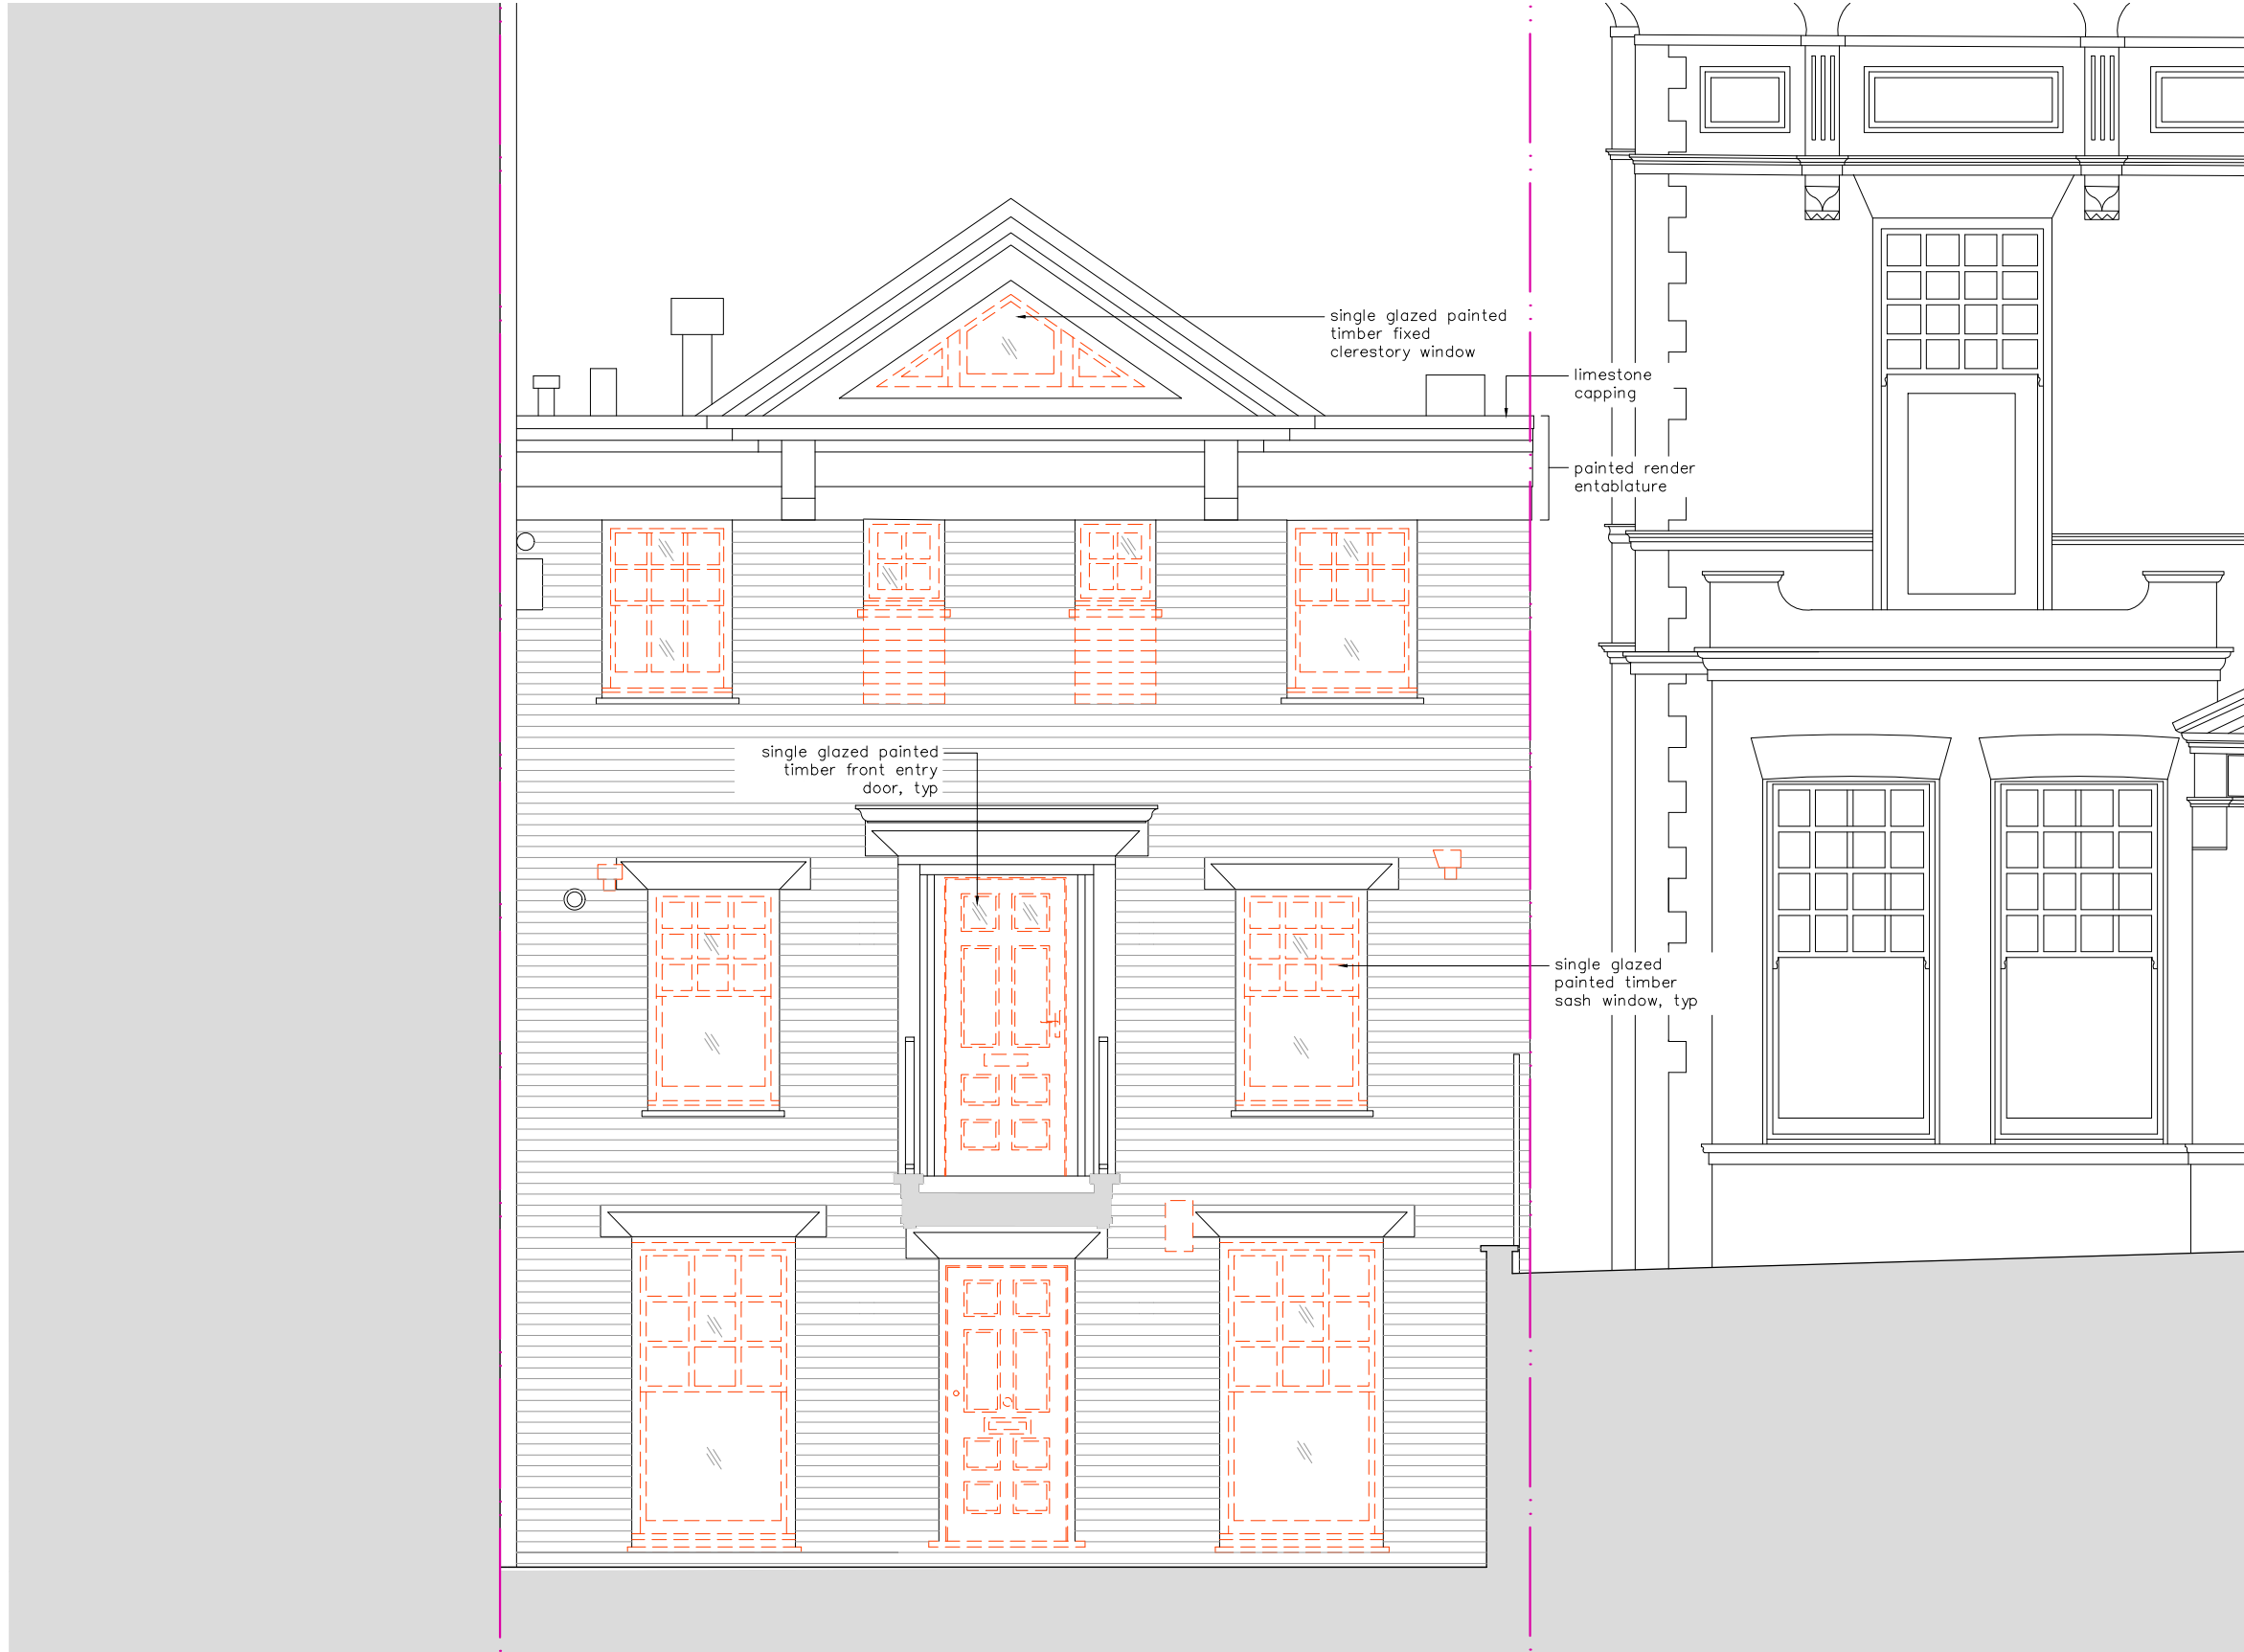 single glazed painted
timber fixed
clerestory window
limestone
capping
painted render
entablature
single glazed painted
timber front entry
door, typ
single glazed
painted timber
sash window, typ